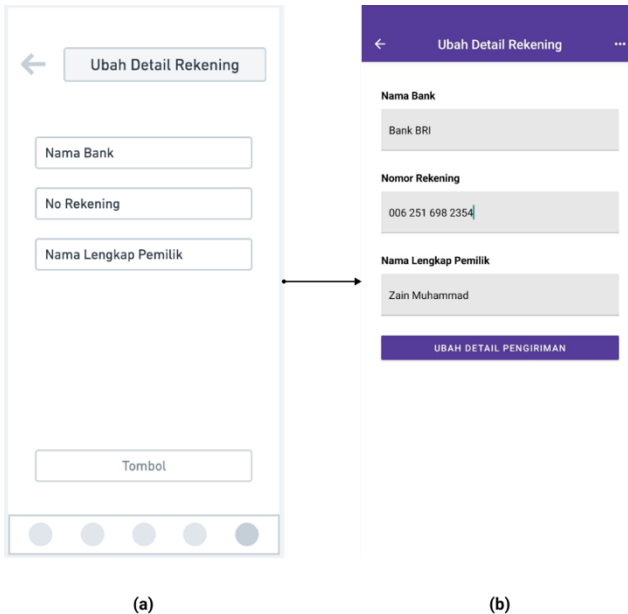 Ubah Detail Rekening
Nama Bank
No Rekening
Nama Lengkap Pemilik
Tombol
(a)
Ubah Detail Rekening
Nama Bank
Bank BRI
Nomor Rekening
006 251 698 2354
Nama Lengkap Pemilik
Zain Muhammad
UBAH DETAIL PENGIRIMAN
(b)